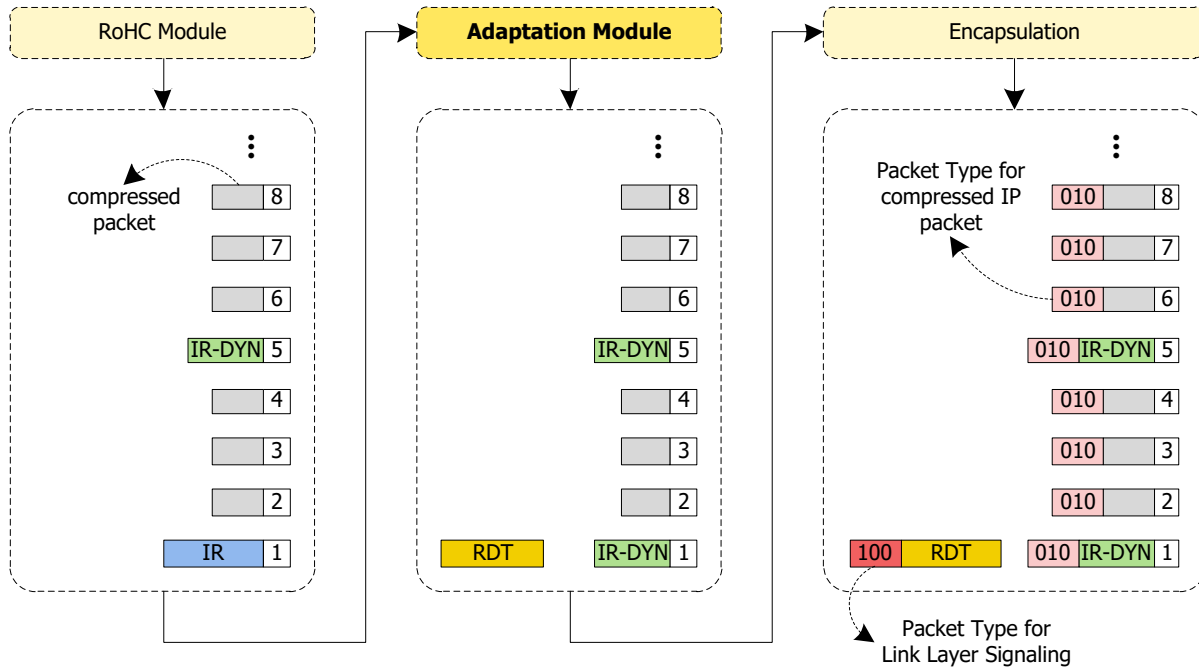 RoHC Module
Adaptation Module
Encapsulation
compressed
packet
8
7
6
IR-DYN 5
4
3
2
IR 1
8
7
6
IR-DYN 5
4
3
2
RDT IR-DYN 1
Packet Type for
compressed IP
packet
010 8
010 7
010 6
010 IR-DYN 5
010 4
010 3
010 2
100 RDT 010 IR-DYN 1
Packet Type for
Link Layer Signaling